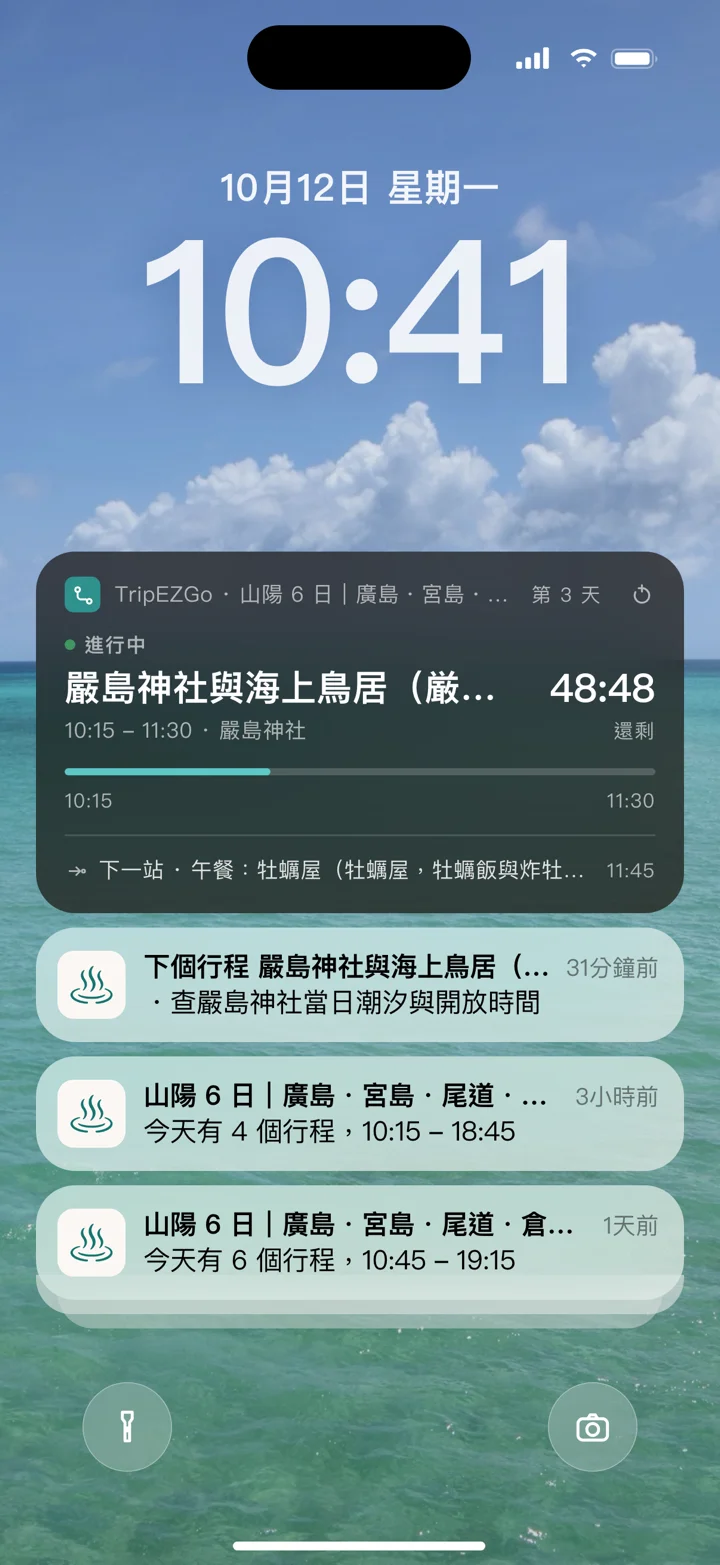 10月12日 星期一
10:41
TripEZGo · 山陽 6 日｜廣島 · 宮島 · … 第 3 天
進行中
嚴島神社與海上鳥居（厳… 48:48
10:15 – 11:30 · 嚴島神社 還剩
10:15 11:30
下一站 · 午餐：牡蠣屋（牡蠣屋，牡蠣飯與炸牡… 11:45
下個行程 嚴島神社與海上鳥居（… 31分鐘前
· 查嚴島神社當日潮汐與開放時間
山陽 6 日｜廣島 · 宮島 · 尾道 · … 3小時前
今天有 4 個行程，10:15 – 18:45
山陽 6 日｜廣島 · 宮島 · 尾道 · 倉… 1天前
今天有 6 個行程，10:45 – 19:15